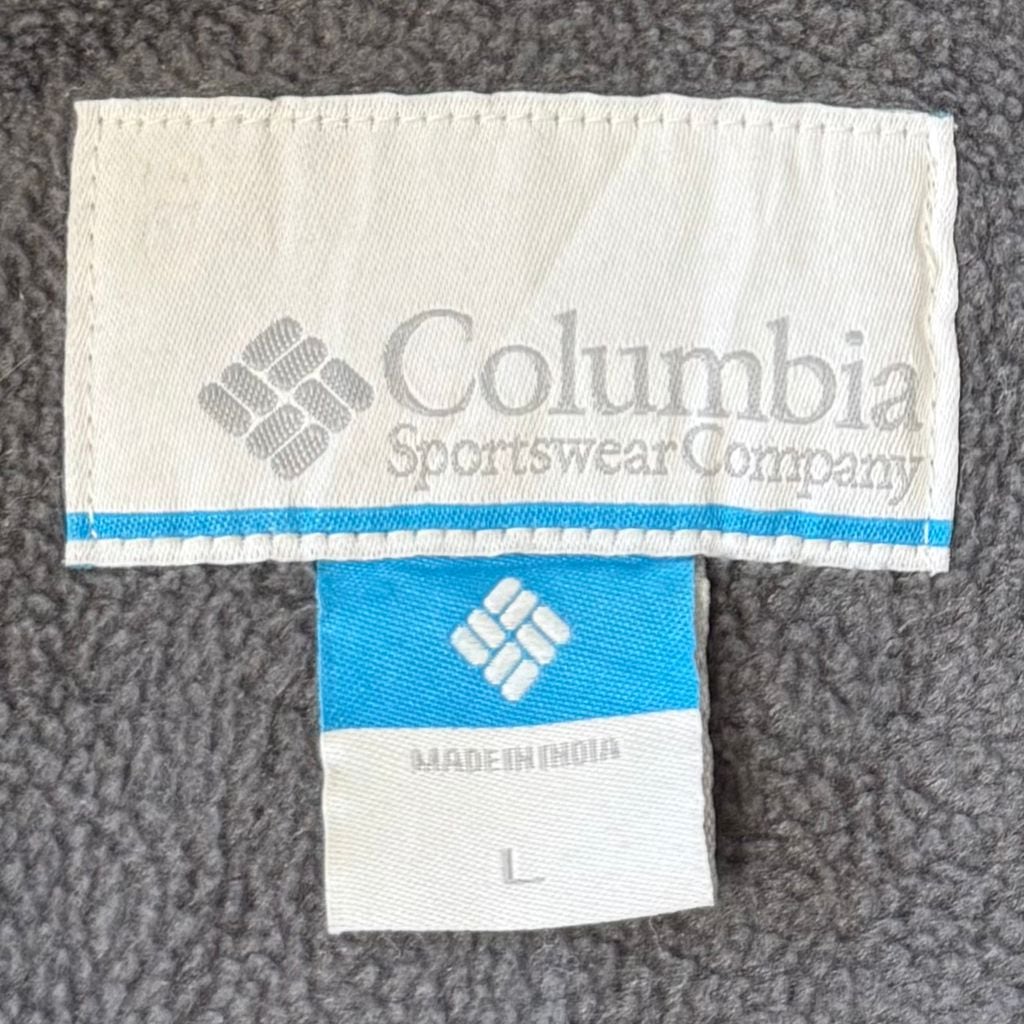 Columbia
Sportswear Company
MADE IN INDIA
L